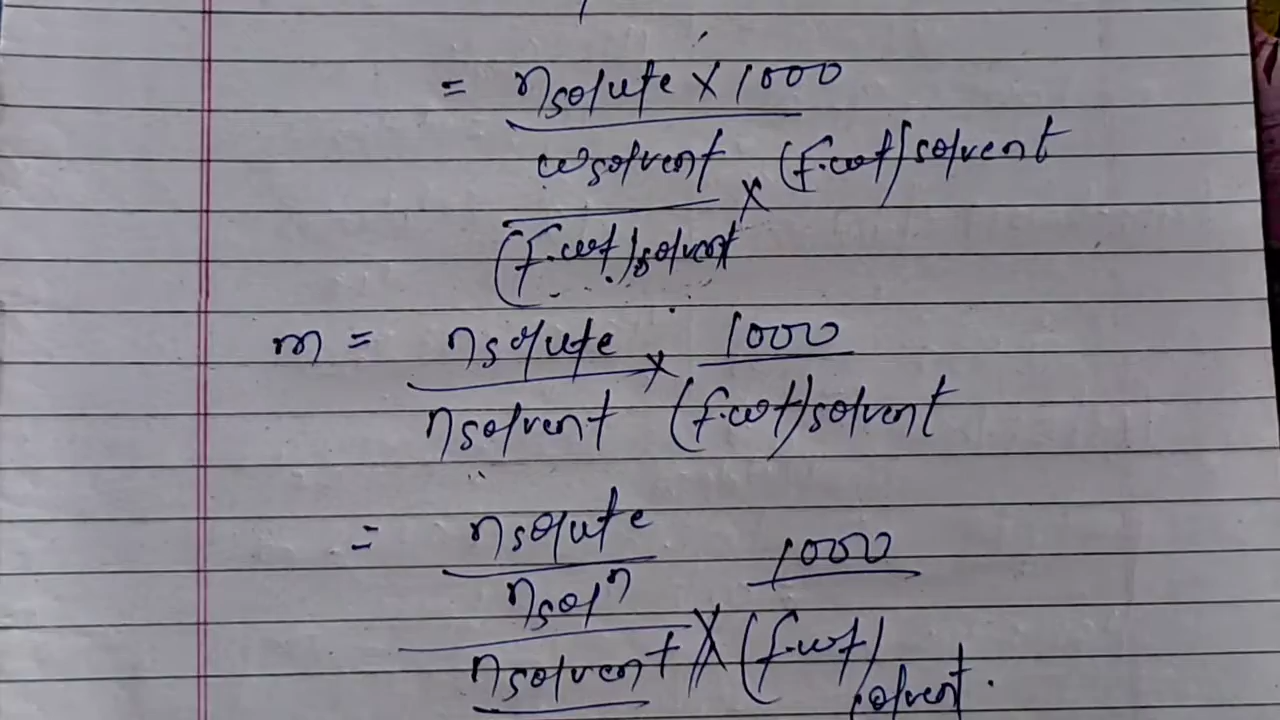 = nsolute × 1000
wsolvent × (f.wt)solvent
(f.wt)solvent
m = nsolute × 1000
nsolvent (f.wt)solvent
= nsolute 1000
nsolⁿ
nsolvent × (f.wt)
solvent.